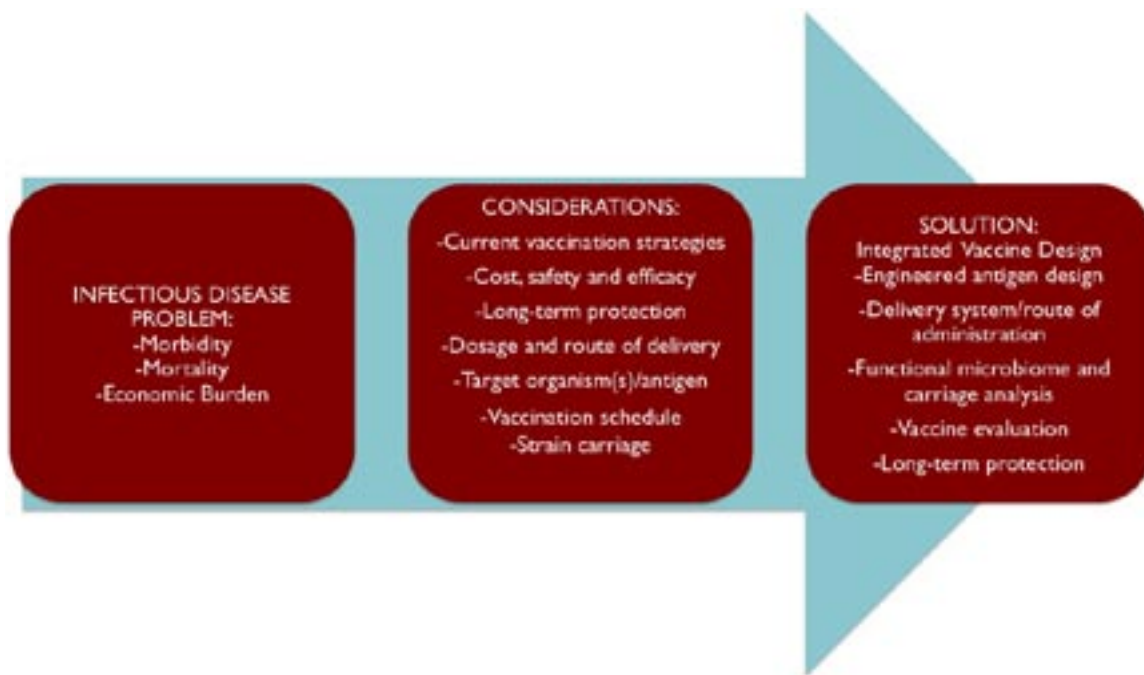 INFECTIOUS DISEASE
PROBLEM:
-Morbidity
-Mortality
-Economic Burden
CONSIDERATIONS:
-Current vaccination strategies
-Cost, safety and efficacy
-Long-term protection
-Dosage and route of delivery
-Target organism(s)/antigen
-Vaccination schedule
-Strain carriage
SOLUTION:
Integrated Vaccine Design
-Engineered antigen design
-Delivery system/route of
administration
-Functional microbiome and
carriage analysis
-Vaccine evaluation
-Long-term protection